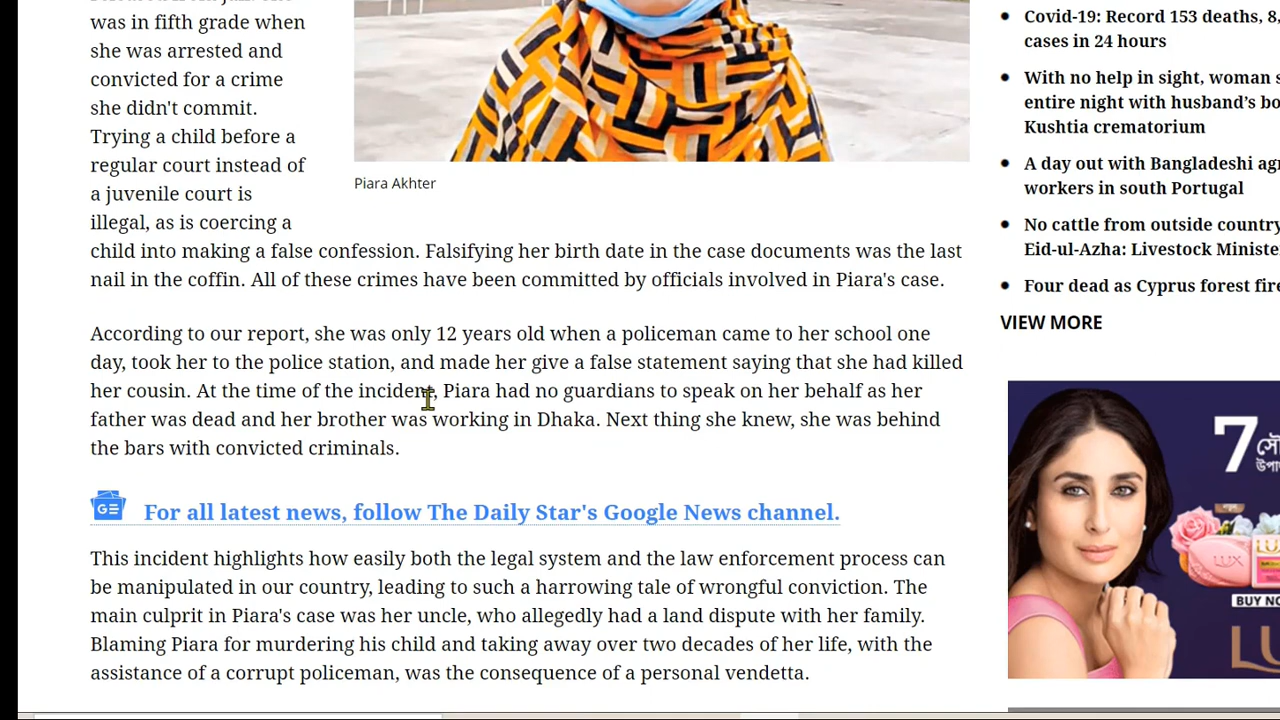 was in fifth grade when
she was arrested and
convicted for a crime
she didn't commit.
Trying a child before a
regular court instead of
a juvenile court is
illegal, as is coercing a
child into making a false confession. Falsifying her birth date in the case documents was the last
nail in the coffin. All of these crimes have been committed by officials involved in Piara's case.
Piara Akhter
According to our report, she was only 12 years old when a policeman came to her school one
day, took her to the police station, and made her give a false statement saying that she had killed
her cousin. At the time of the incident, Piara had no guardians to speak on her behalf as her
father was dead and her brother was working in Dhaka. Next thing she knew, she was behind
the bars with convicted criminals.
GE
For all latest news, follow The Daily Star's Google News channel.
This incident highlights how easily both the legal system and the law enforcement process can
be manipulated in our country, leading to such a harrowing tale of wrongful conviction. The
main culprit in Piara's case was her uncle, who allegedly had a land dispute with her family.
Blaming Piara for murdering his child and taking away over two decades of her life, with the
assistance of a corrupt policeman, was the consequence of a personal vendetta.
Covid-19: Record 153 deaths, 8,
cases in 24 hours
With no help in sight, woman s
entire night with husband’s bo
Kushtia crematorium
A day out with Bangladeshi agr
workers in south Portugal
No cattle from outside country
Eid-ul-Azha: Livestock Ministe
Four dead as Cyprus forest fire
VIEW MORE
7
LUX
BUY NO
LU